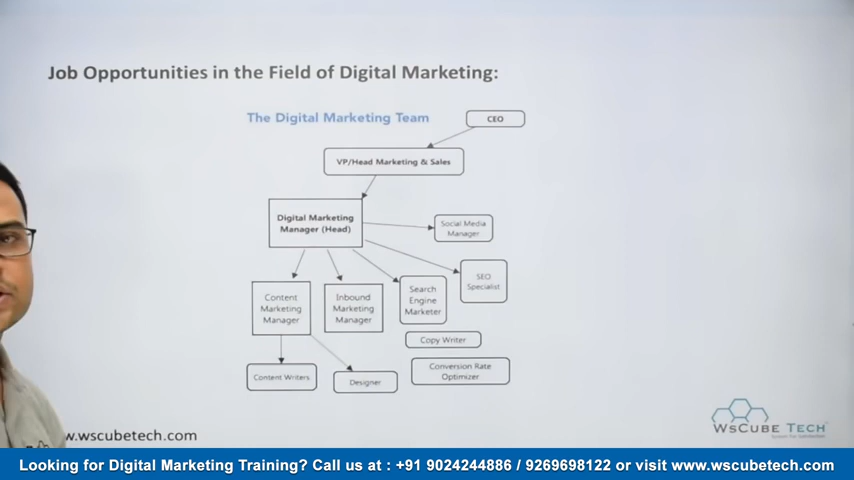 Job Opportunities in the Field of Digital Marketing:
The Digital Marketing Team
CEO
VP/Head Marketing & Sales
Digital Marketing
Manager (Head)
Social Media
Manager
SEO
Specialist
Content
Marketing
Manager
Inbound
Marketing
Manager
Search
Engine
Marketer
Copy Writer
Content Writers
Designer
Conversion Rate
Optimizer
w.wscubetech.com
WsCube Tech
Looking for Digital Marketing Training? Call us at : +91 9024244886 / 9269698122 or visit www.wscubetech.com